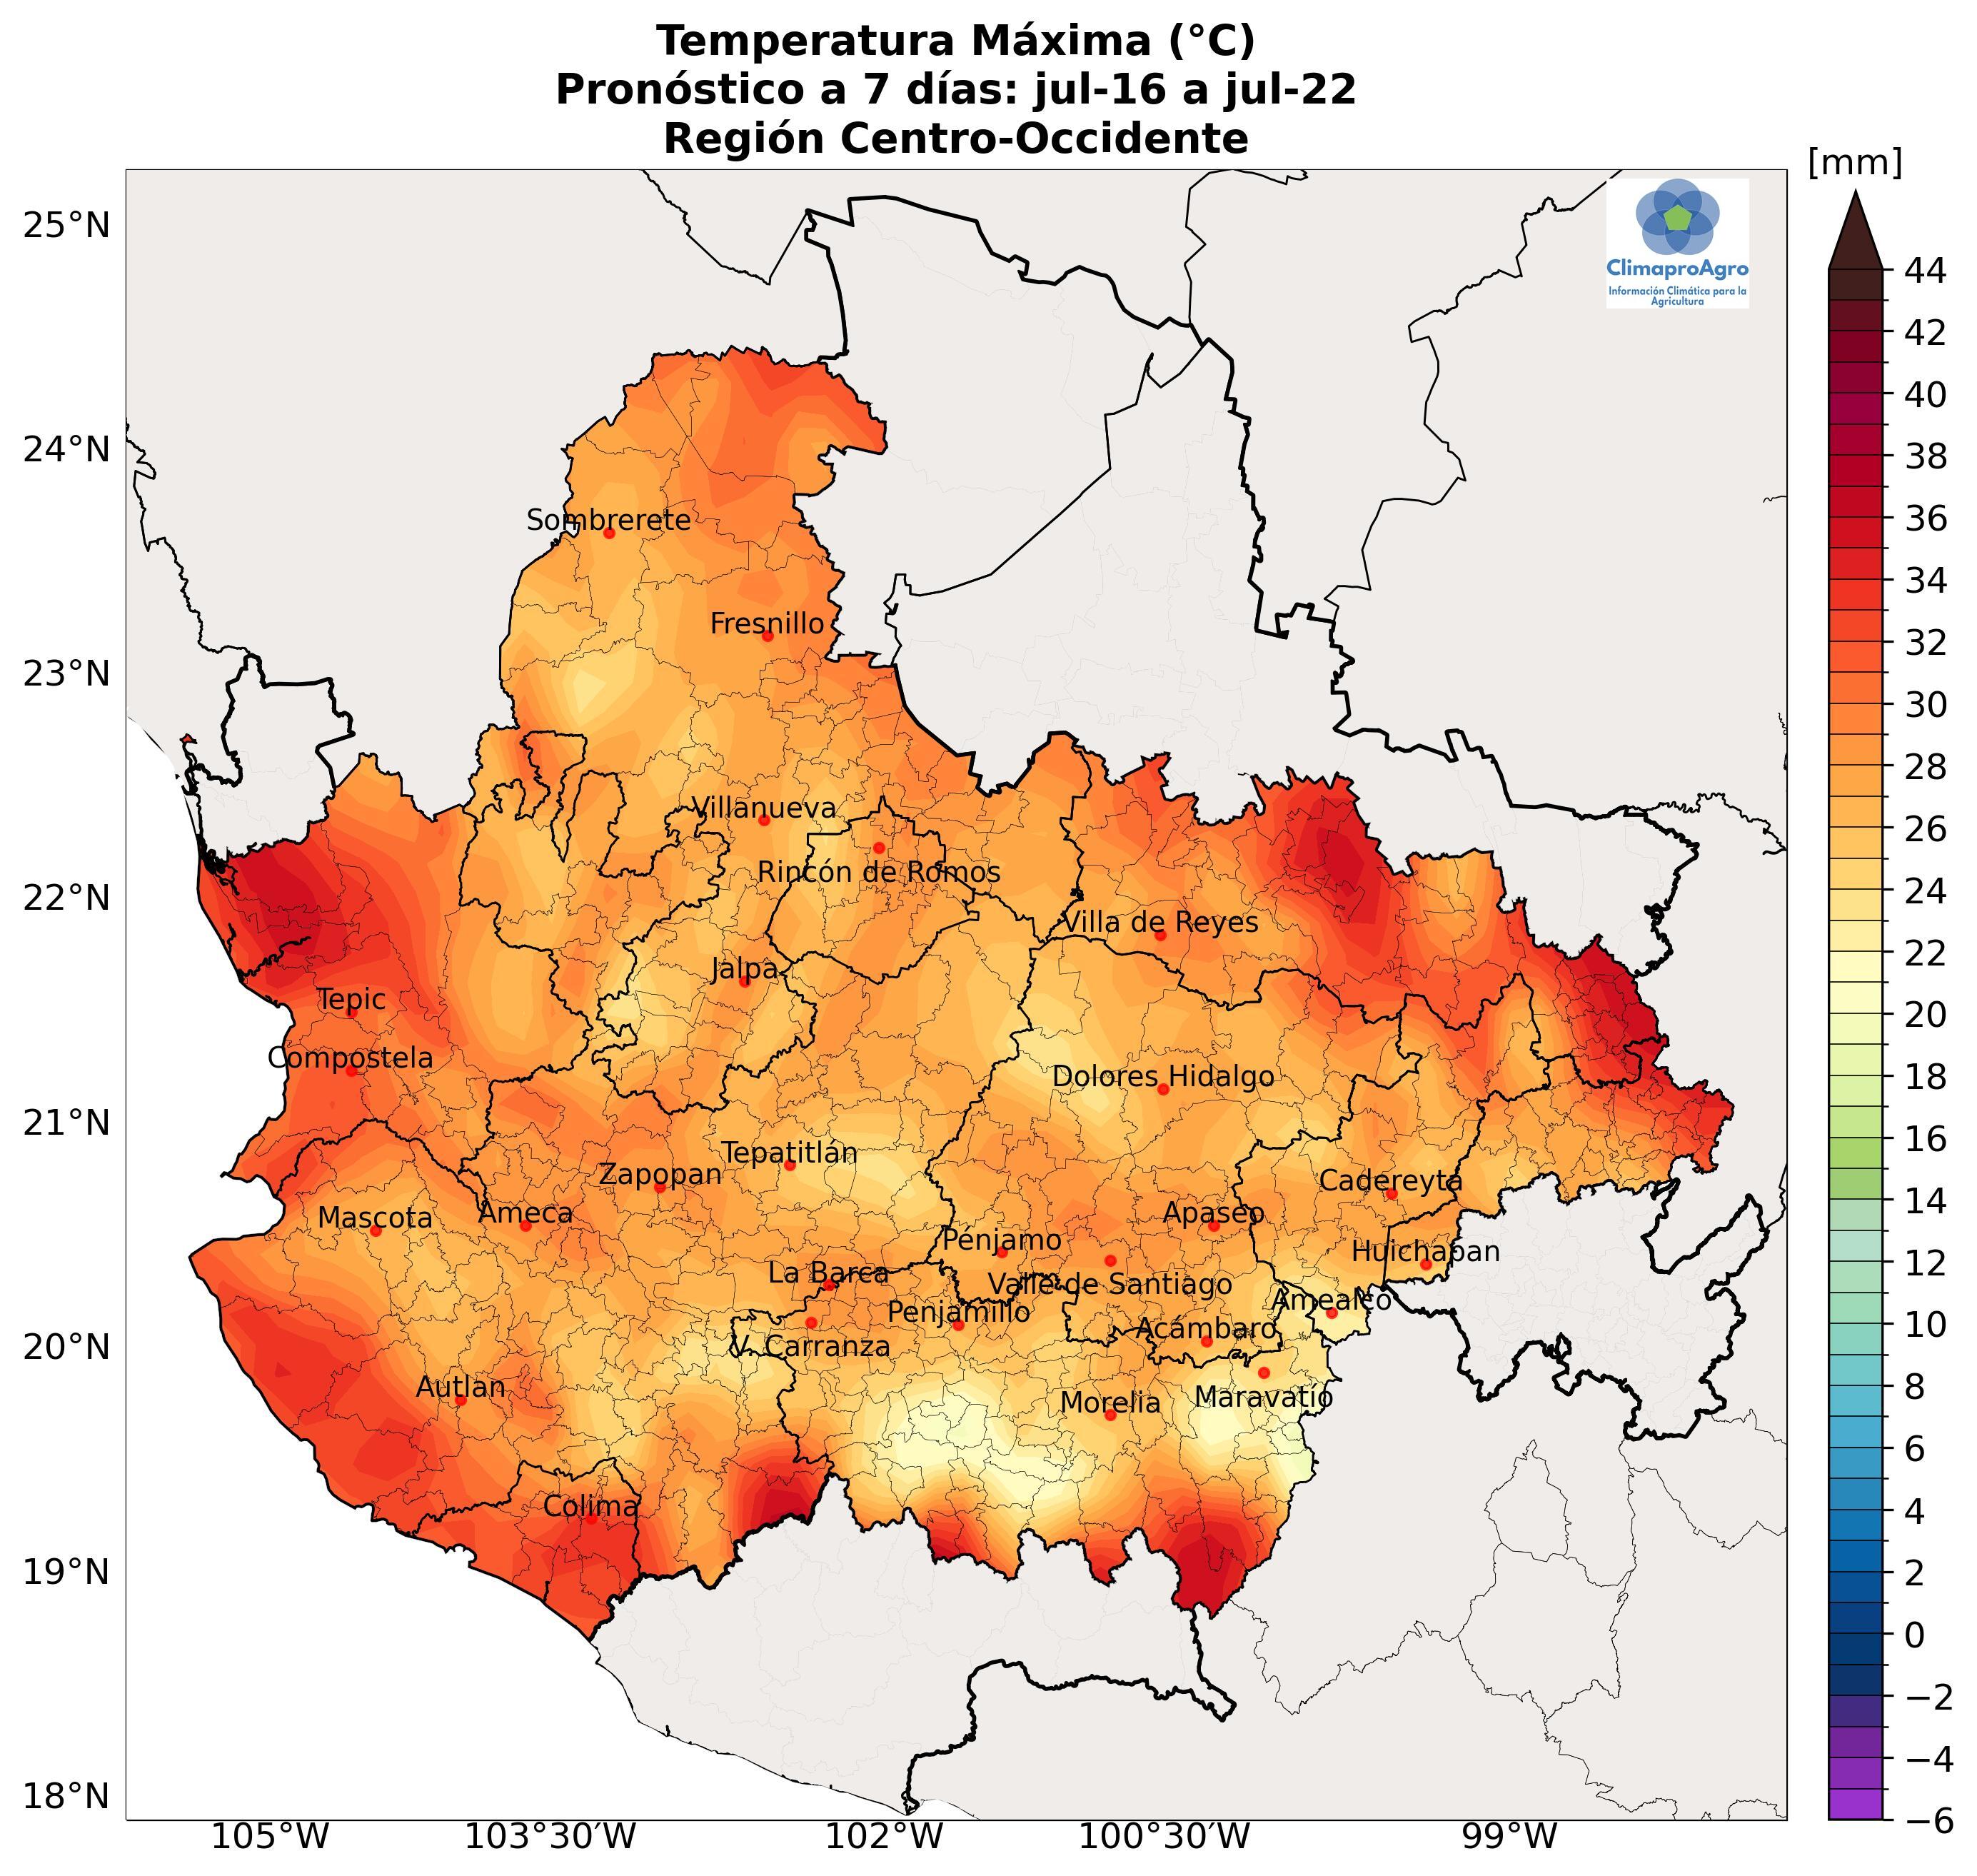 Temperatura Máxima (°C)
Pronóstico a 7 días: jul-16 a jul-22
Región Centro-Occidente
[mm]
ClimaproAgro
Información Climática para la
Agricultura
25°N
24°N
23°N
22°N
21°N
20°N
19°N
18°N
Sombrerete
Fresnillo
Villanueva
Rincón de Romos
Villa de Reyes
Jalpa
Tepic
Compostela
Dolores Hidalgo
Tepatitlán
Zapopan
Cadereyta
Mascota
Ameca
Apaseo
Pénjamo
Huichapan
La Barca
Valle de Santiago
Penjamillo
Amealco
V. Carranza
Acámbaro
Autlan
Morelia
Maravatío
Colima
105°W
103°30′W
102°W
100°30′W
99°W
44
42
40
38
36
34
32
30
28
26
24
22
20
18
16
14
12
10
8
6
4
2
0
−2
−4
−6